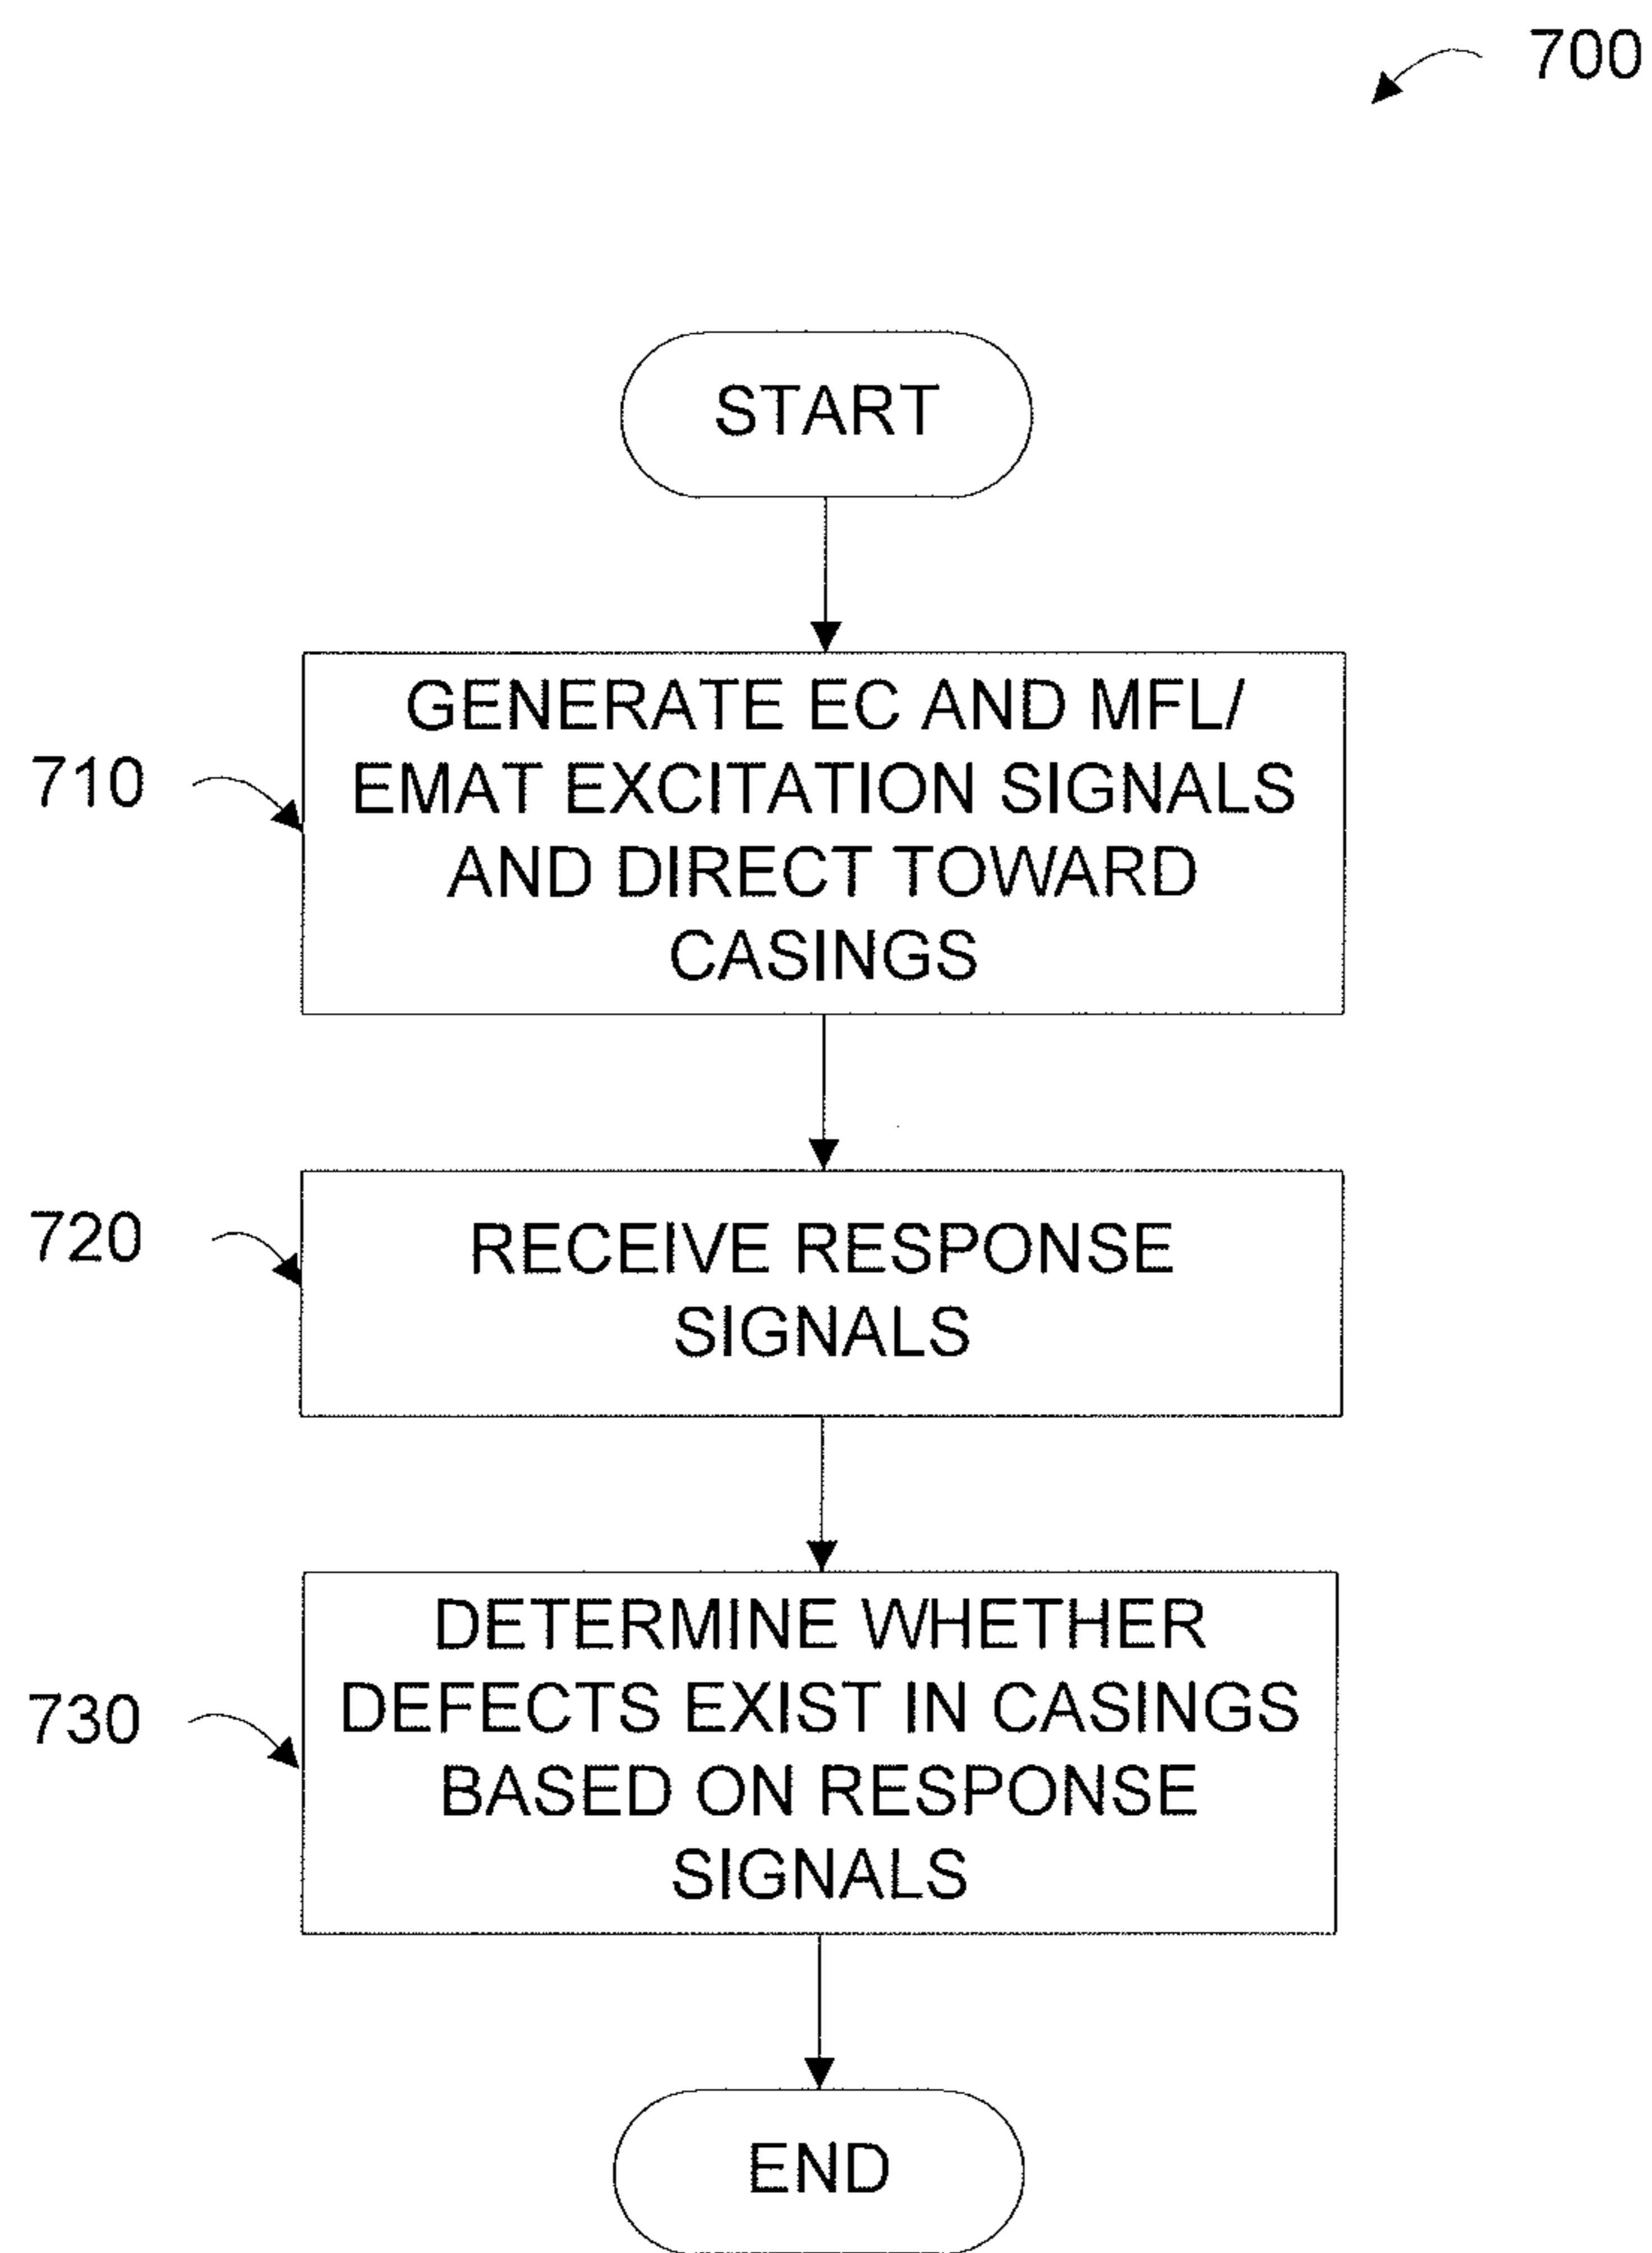 700
START
710
GENERATE EC AND MFL/
EMAT EXCITATION SIGNALS
AND DIRECT TOWARD
CASINGS
720
RECEIVE RESPONSE
SIGNALS
730
DETERMINE WHETHER
DEFECTS EXIST IN CASINGS
BASED ON RESPONSE
SIGNALS
END